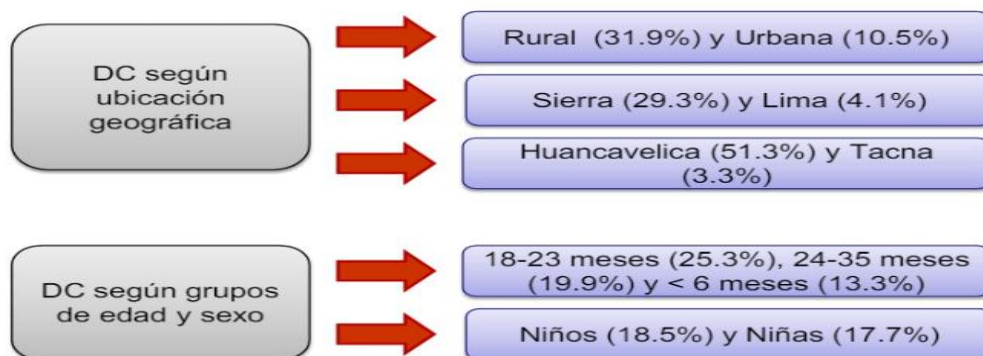 DC según
ubicación
geográfica
Rural (31.9%) y Urbana (10.5%)
Sierra (29.3%) y Lima (4.1%)
Huancavelica (51.3%) y Tacna
(3.3%)
DC según grupos
de edad y sexo
18-23 meses (25.3%), 24-35 meses
(19.9%) y < 6 meses (13.3%)
Niños (18.5%) y Niñas (17.7%)